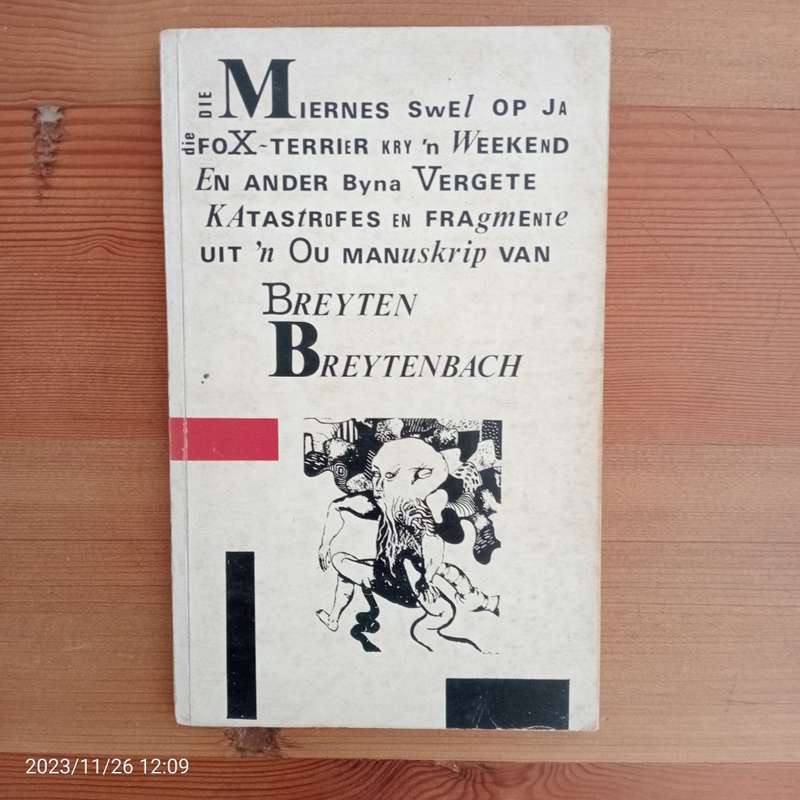 DIE MIERNES SwEl OP JA
die FOX-TERRIER KRY 'n WEEKEND
En ANDER Byna VERGETE
KATAStROFES EN FRAgmENTe
UIT 'n OU MANuskrip VAN
BREYTEN
BREYTENBACH
2023/11/26 12:09